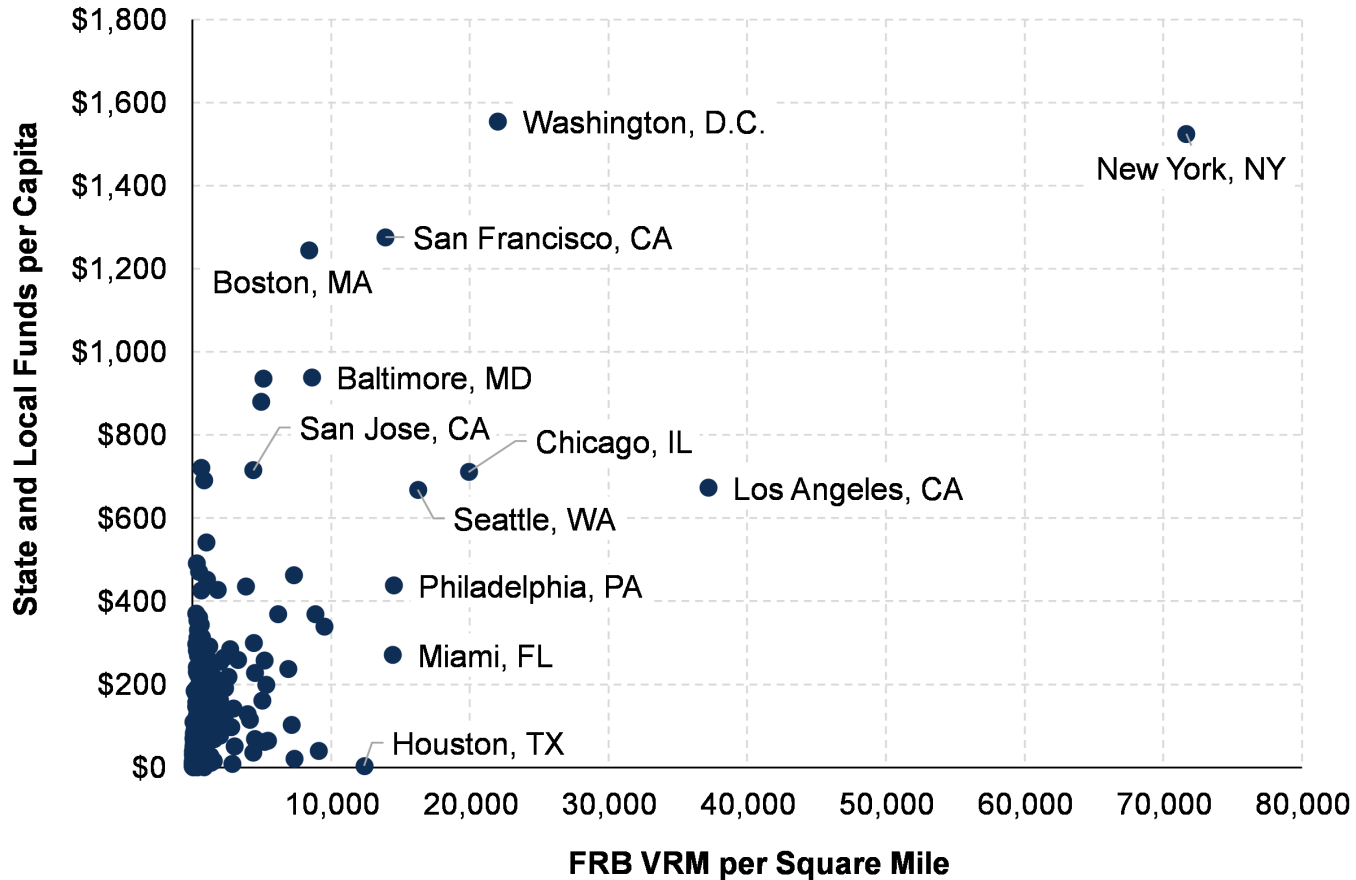 $1,800
$1,600
$1,400
$1,200
$1,000
$800
$600
$400
$200
$0
State and Local Funds per Capita
Washington, D.C.
New York, NY
San Francisco, CA
Boston, MA
Baltimore, MD
San Jose, CA
Chicago, IL
Los Angeles, CA
Seattle, WA
Philadelphia, PA
Miami, FL
Houston, TX
10,000 20,000 30,000 40,000 50,000 60,000 70,000 80,000
FRB VRM per Square Mile